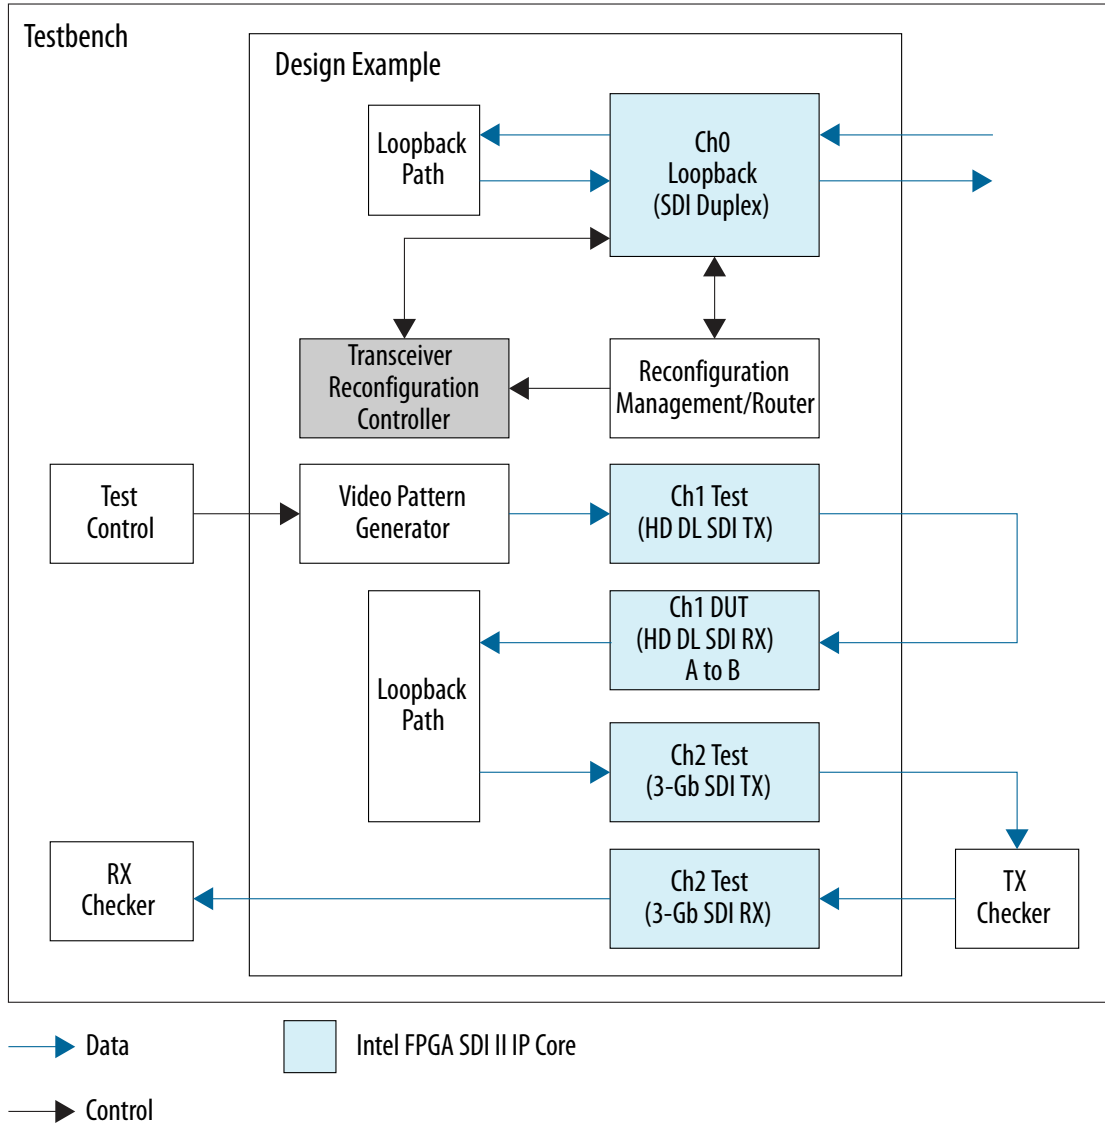 Testbench
Design Example
Loopback
Path
Ch0
Loopback
(SDI Duplex)
Transceiver
Reconfiguration
Controller
Reconfiguration
Management/Router
Test
Control
Video Pattern
Generator
Ch1 Test
(HD DL SDI TX)
Ch1 DUT
(HD DL SDI RX)
A to B
Loopback
Path
Ch2 Test
(3-Gb SDI TX)
RX
Checker
Ch2 Test
(3-Gb SDI RX)
TX
Checker
Data
Intel FPGA SDI II IP Core
Control